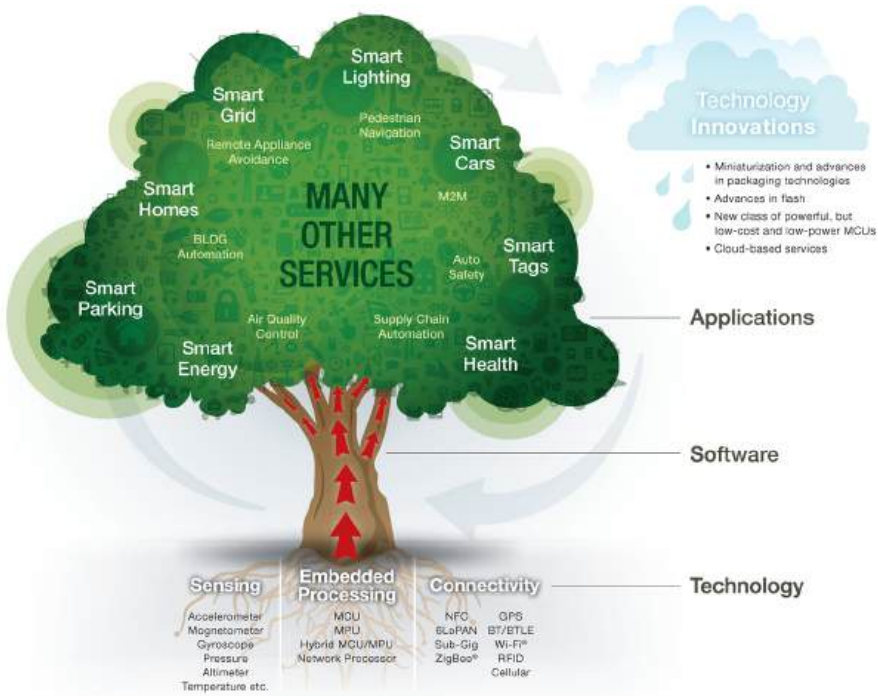 Smart
Lighting
Smart
Grid
Pedestrian
Navigation
Remote Appliance
Avoidance
Smart
Cars
Smart
Homes
MANY
OTHER
SERVICES
M2M
BLDG
Automation
Auto
Safety
Smart
Tags
Smart
Parking
Air Quality
Control
Supply Chain
Automation
Smart
Energy
Smart
Health
Technology
Innovations
• Miniaturization and advances
in packaging technologies
• Advances in flash
• New class of powerful, but
low-cost and low-power MCUs
• Cloud-based services
Applications
Software
Technology
Sensing
Accelerometer
Magnetometer
Gyroscope
Pressure
Altimeter
Temperature etc.
Embedded
Processing
MCU
MPU
Hybrid MCU/MPU
Network Processor
Connectivity
NFC GPS
6LoPAN BT/BTLE
Sub-Gig Wi-Fi®
ZigBee® RFID
Cellular